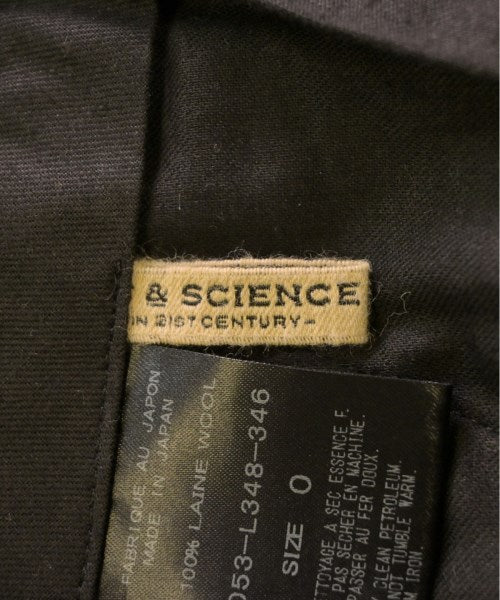 & SCIENCE
IN 21ST CENTURY-
FABRIQUE AU JAPON
MADE IN JAPAN
100% LAINE WOOL
053-L348-346
SIZE 0
TTOYAGE A SEC ESSENCE F.
PAS SECHER EN MACHINE.
PASSER AU FER DOUX.
CLEAN PETROLEUM.
NOT TUMBLE WARM.
IRON.